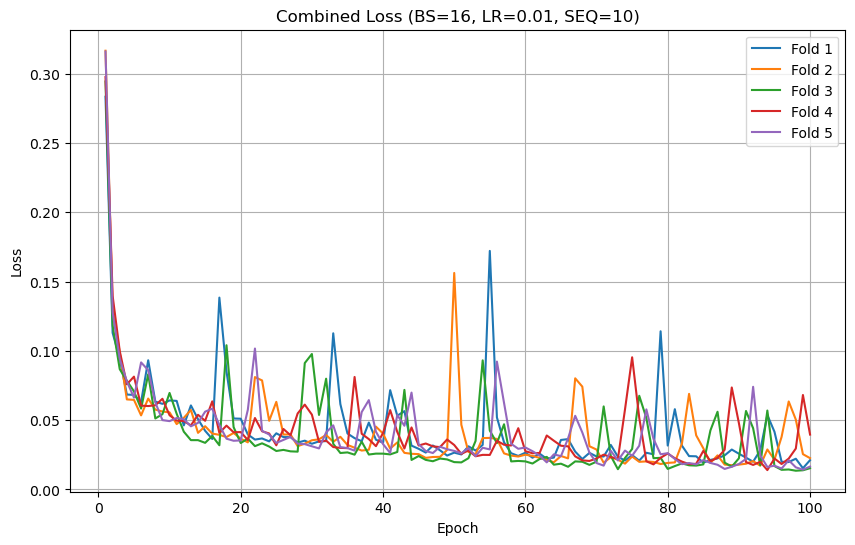 Combined Loss (BS=16, LR=0.01, SEQ=10)
Loss
0.30
0.25
0.20
0.15
0.10
0.05
0.00
0
20
40
60
80
100
Epoch
Fold 1
Fold 2
Fold 3
Fold 4
Fold 5